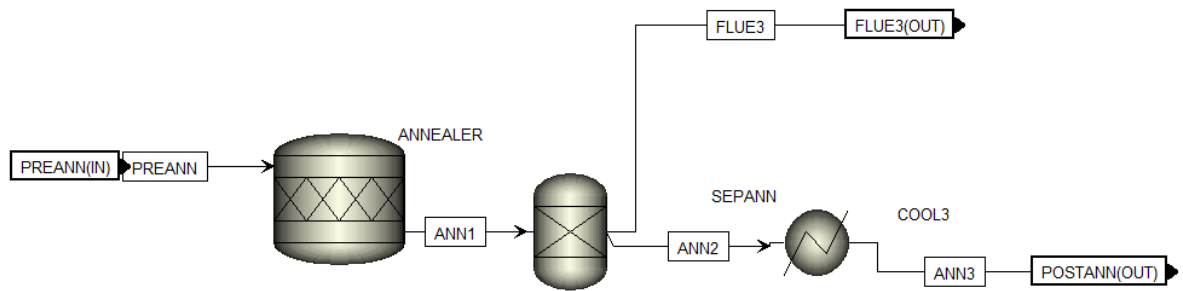 FLUE3
FLUE3(OUT)
ANNEALER
PREANN(IN)
PREANN
SEPANN
COOL3
ANN1
ANN2
ANN3
POSTANN(OUT)